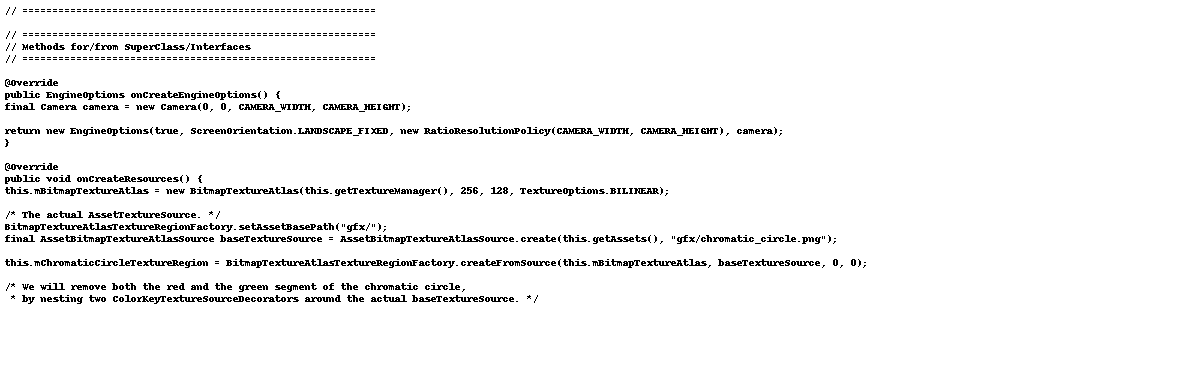 // ===========================================================
// ===========================================================
// Methods for/from SuperClass/Interfaces
// ===========================================================
@Override
public EngineOptions onCreateEngineOptions() {
final Camera camera = new Camera(0, 0, CAMERA_WIDTH, CAMERA_HEIGHT);
return new EngineOptions(true, ScreenOrientation.LANDSCAPE_FIXED, new RatioResolutionPolicy(CAMERA_WIDTH, CAMERA_HEIGHT), camera);
}
@Override
public void onCreateResources() {
this.mBitmapTextureAtlas = new BitmapTextureAtlas(this.getTextureManager(), 256, 128, TextureOptions.BILINEAR);
/* The actual AssetTextureSource. */
BitmapTextureAtlasTextureRegionFactory.setAssetBasePath("gfx/");
final AssetBitmapTextureAtlasSource baseTextureSource = AssetBitmapTextureAtlasSource.create(this.getAssets(), "gfx/chromatic_circle.png");
this.mChromaticCircleTextureRegion = BitmapTextureAtlasTextureRegionFactory.createFromSource(this.mBitmapTextureAtlas, baseTextureSource, 0, 0);
/* We will remove both the red and the green segment of the chromatic circle,
 * by nesting two ColorKeyTextureSourceDecorators around the actual baseTextureSource. */